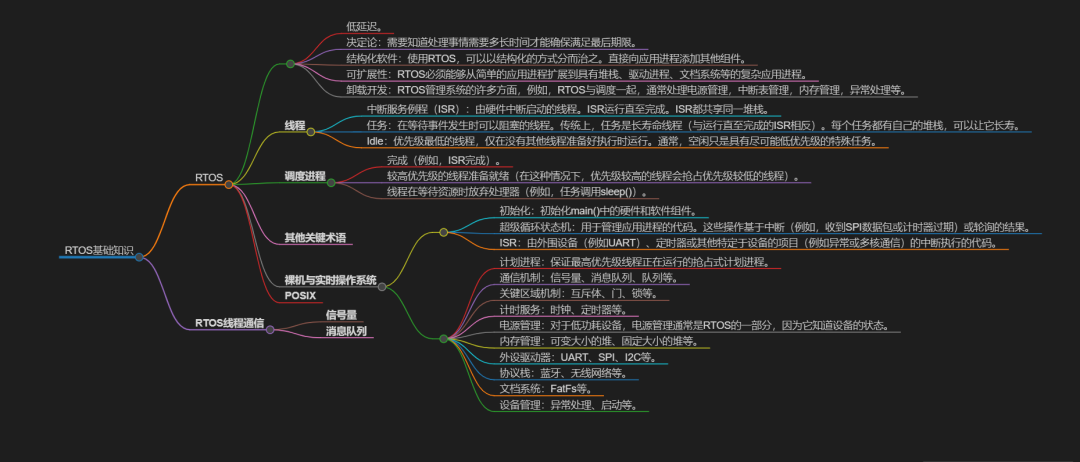 RTOS基础知识
RTOS
低延迟。
决定论：需要知道处理事情需要多长时间才能确保满足最后期限。
结构化软件：使用RTOS，可以以结构化的方式分而治之。直接向应用进程添加其他组件。
可扩展性：RTOS必须能够从简单的应用进程扩展到具有堆栈、驱动进程、文档系统等的复杂应用进程。
卸载开发：RTOS管理系统的许多方面，例如，RTOS与调度一起，通常处理电源管理，中断表管理，内存管理，异常处理等。
线程
中断服务例程（ISR）：由硬件中断启动的线程。ISR运行直至完成。ISR都共享同一堆栈。
任务：在等待事件发生时可以阻塞的线程。传统上，任务是长寿命线程（与运行直至完成的ISR相反）。每个任务都有自己的堆栈，可以让它长寿。
Idle：优先级最低的线程，仅在没有其他线程准备好执行时运行。通常，空闲只是具有尽可能低优先级的特殊任务。
调度进程
完成（例如，ISR完成）。
较高优先级的线程准备就绪（在这种情况下，优先级较高的线程会抢占优先级较低的线程）。
线程在等待资源时放弃处理器（例如，任务调用sleep()）。
其他关键术语
裸机与实时操作系统
初始化：初始化main()中的硬件和软件组件。
超级循环状态机：用于管理应用进程的代码。这些操作基于中断（例如，收到SPI数据包或计时器过期）或轮询的结果。
ISR：由外围设备（例如UART）、定时器或其他特定于设备的项目（例如异常或多核通信）的中断执行的代码。
计划进程：保证最高优先级线程正在运行的抢占式计划进程。
通信机制：信号量、消息队列、队列等。
关键区域机制：互斥体、门、锁等。
计时服务：时钟、定时器等。
电源管理：对于低功耗设备，电源管理通常是RTOS的一部分，因为它知道设备的状态。
内存管理：可变大小的堆、固定大小的堆等。
外设驱动器：UART、SPI、I2C等。
协议栈：蓝牙、无线网络等。
文档系统：FatFs等。
设备管理：异常处理、启动等。
POSIX
RTOS线程通信
信号量
消息队列